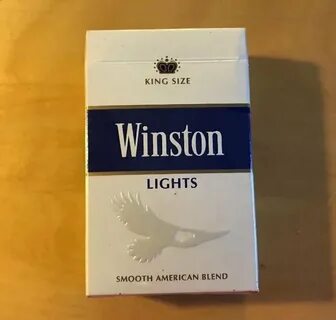 KING SIZE
Winston
LIGHTS
SMOOTH AMERICAN BLEND